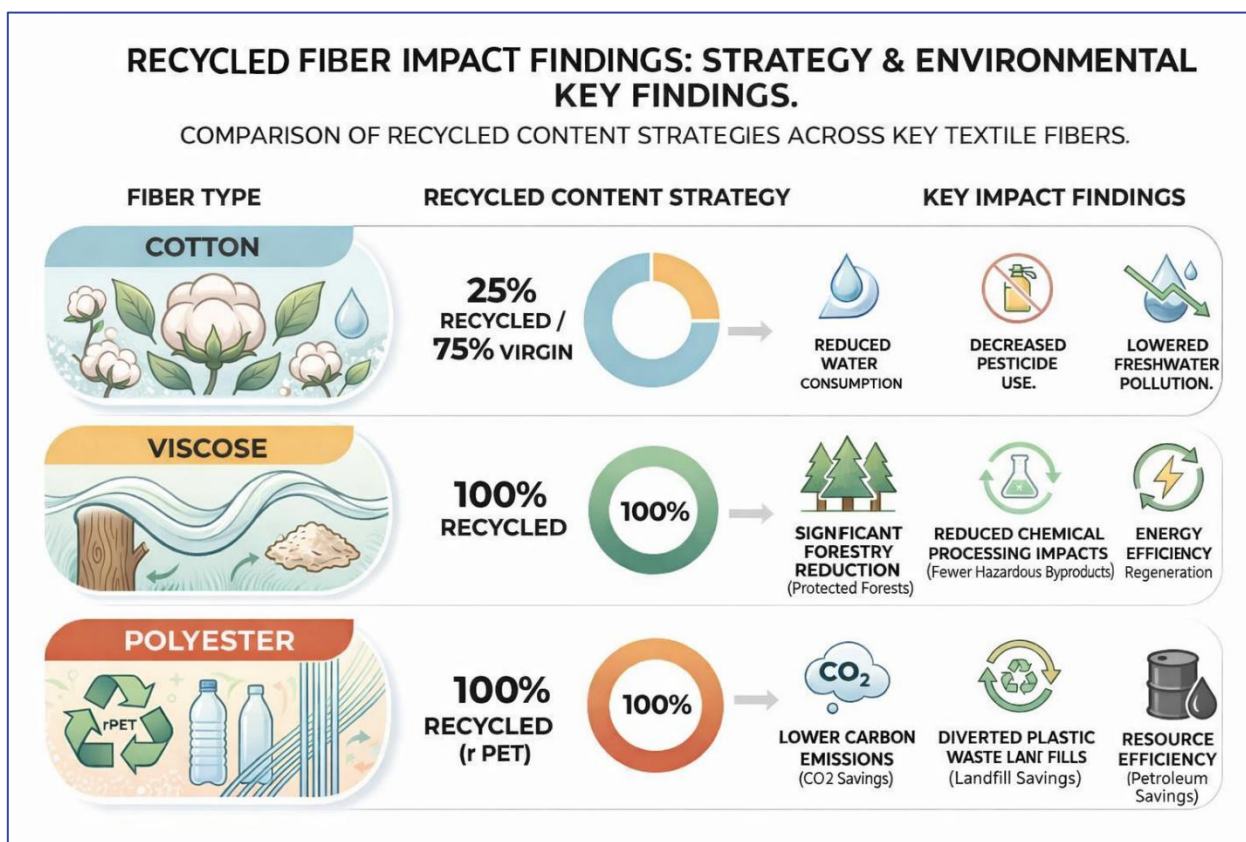 RECYCLED FIBER IMPACT FINDINGS: STRATEGY & ENVIRONMENTAL
KEY FINDINGS.
COMPARISON OF RECYCLED CONTENT STRATEGIES ACROSS KEY TEXTILE FIBERS.
FIBER TYPE
RECYCLED CONTENT STRATEGY
KEY IMPACT FINDINGS
COTTON
25%
RECYCLED /
75% VIRGIN
REDUCED
WATER
CONSUMPTION
DECREASED
PESTICIDE
USE.
LOWERED
FRESHWATER
POLLUTION.
VISCOSE
100%
RECYCLED
100%
SIGNFICANT
FORESTRY
REDUCTION
(Protected Forests)
REDUCED CHEMICAL
PROCESSING IMPACTS
(Fewer Hazardous Byproducts)
ENERGY
EFFICIENCY
Regeneration
POLYESTER
rPET
100%
RECYCLED
(r PET)
100%
CO₂
LOWER CARBON
EMISSIONS
(CO2 Savings)
DIVERTED PLASTIC
WASTE FILLS
(Landfill Savings)
RESOURCE
EFFICIENCY
(Petroleum
Savings)